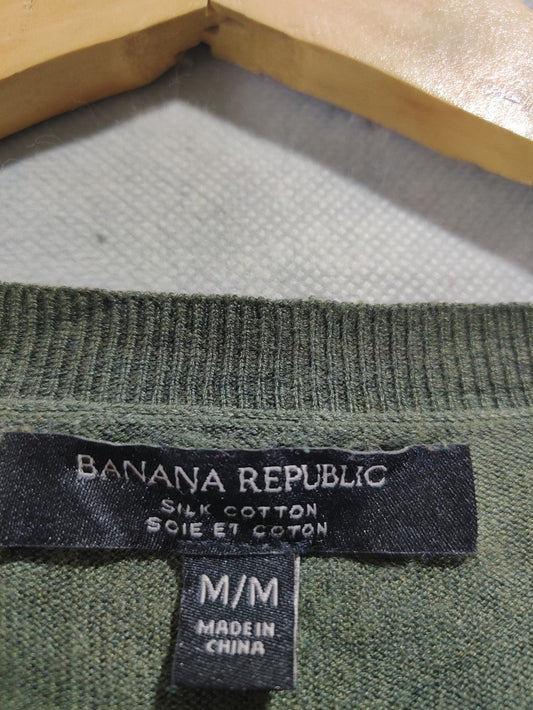 BANANA REPUBLIC
SILK COTTON
SOIE ET COTON
M/M
MADE IN
CHINA